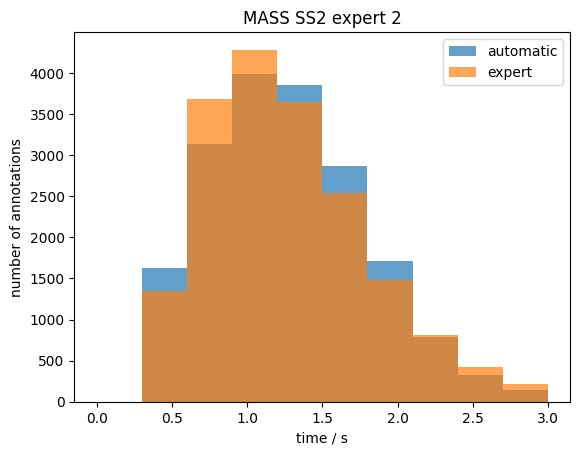 MASS SS2 expert 2
automatic
expert
number of annotations
4000
3500
3000
2500
2000
1500
1000
500
0
0.0 0.5 1.0 1.5 2.0 2.5 3.0
time / s